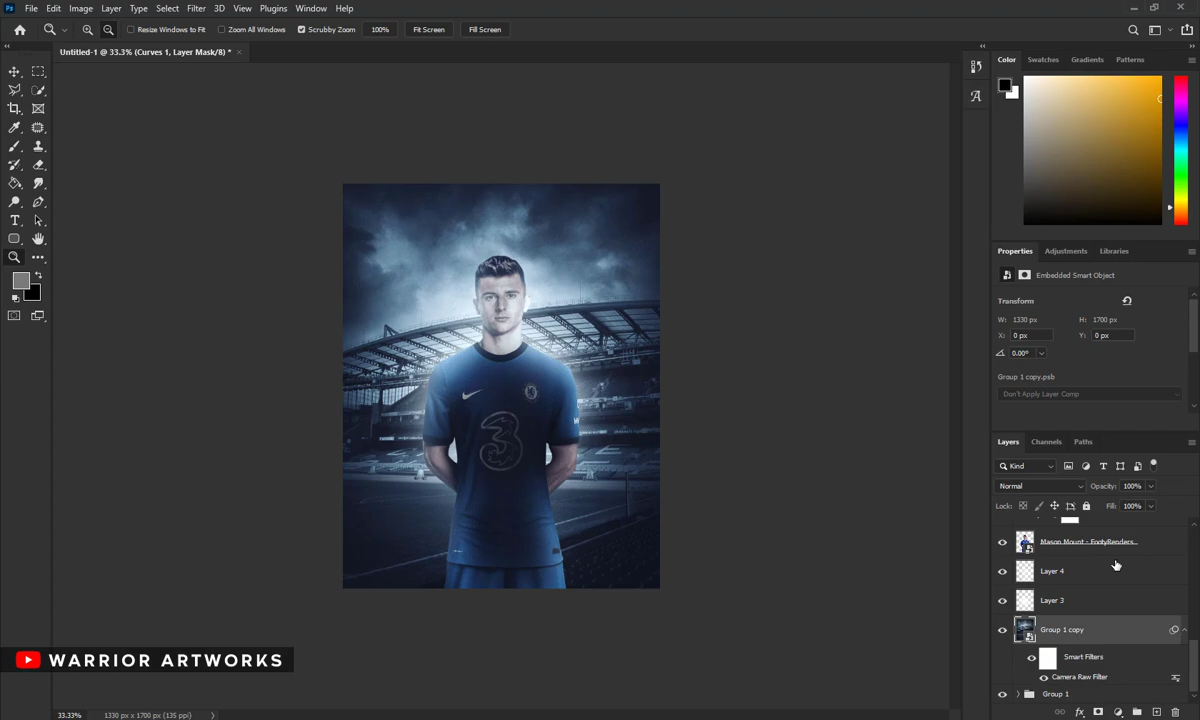 Ps File Edit Image Layer Type Select Filter 3D View Plugins Window Help
Resize Windows to Fit Zoom All Windows Scrubby Zoom 100% Fit Screen Fill Screen
Untitled-1 @ 33.3% (Curves 1, Layer Mask/8) * ×
Color Swatches Gradients Patterns
Properties Adjustments Libraries
Embedded Smart Object
Transform
W: 1330 px H: 1700 px
X: 0 px Y: 0 px
0.00°
Group 1 copy.psb
Don't Apply Layer Comp
Layers Channels Paths
Kind
Normal Opacity: 100%
Lock: Fill: 100%
Mason Mount - FootyRenders...
Layer 4
Layer 3
Group 1 copy
Smart Filters
Camera Raw Filter
Group 1
3
WARRIOR ARTWORKS
33.33% 1330 px x 1700 px (135 ppi)